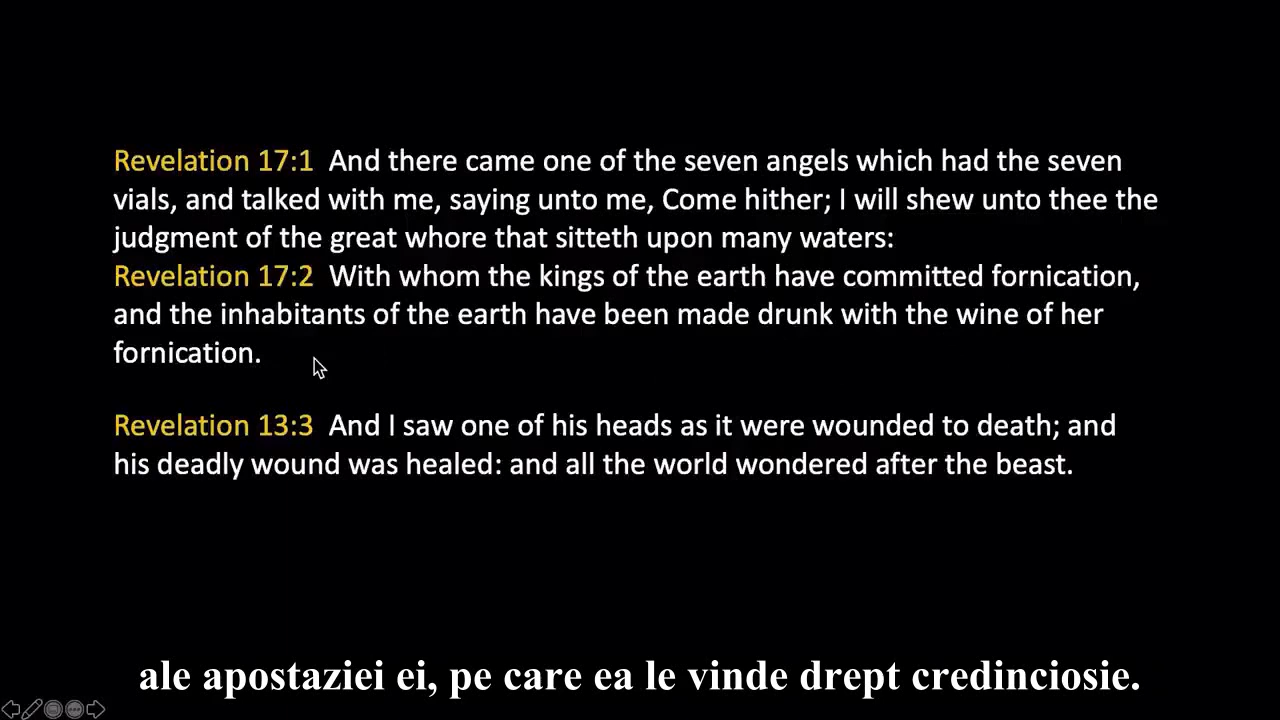 Revelation 17:1 And there came one of the seven angels which had the seven
vials, and talked with me, saying unto me, Come hither; I will shew unto thee the
judgment of the great whore that sitteth upon many waters:
Revelation 17:2 With whom the kings of the earth have committed fornication,
and the inhabitants of the earth have been made drunk with the wine of her
fornication.
Revelation 13:3 And I saw one of his heads as it were wounded to death; and
his deadly wound was healed: and all the world wondered after the beast.
ale apostaziei ei, pe care ea le vinde drept credinciosie.